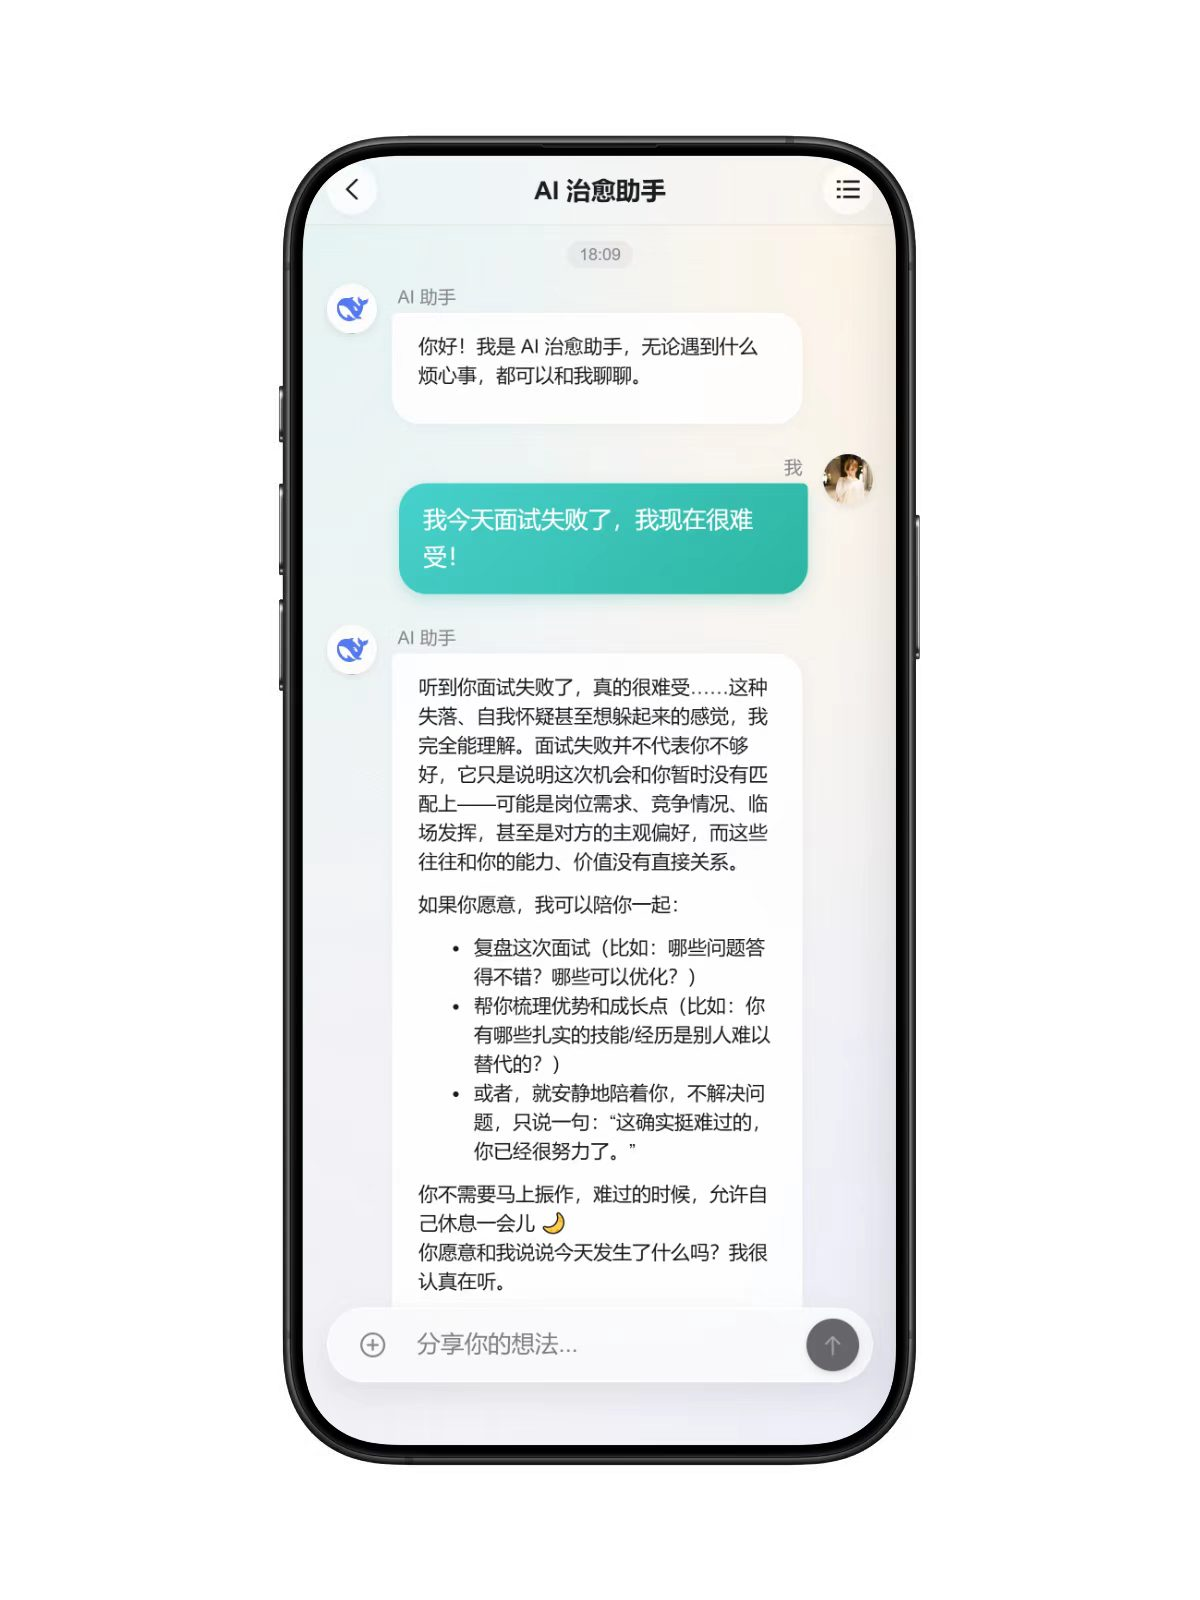 AI 治愈助手
18:09
AI 助手
你好！我是 AI 治愈助手，无论遇到什么
烦心事，都可以和我聊聊。
我
我今天面试失败了，我现在很难
受！
AI 助手
听到你面试失败了，真的很难受……这种
失落、自我怀疑甚至想躲起来的感觉，我
完全能理解。面试失败并不代表你不够
好，它只是说明这次机会和你暂时没有匹
配上——可能是岗位需求、竞争情况、临
场发挥，甚至是对方的主观偏好，而这些
往往和你的能力、价值没有直接关系。
如果你愿意，我可以陪你一起：
• 复盘这次面试（比如：哪些问题答
得不错？哪些可以优化？）
• 帮你梳理优势和成长点（比如：你
有哪些扎实的技能/经历是别人难以
替代的？）
• 或者，就安静地陪着你，不解决问
题，只说一句：“这确实挺难过的，
你已经很努力了。”
你不需要马上振作，难过的时候，允许自
己休息一会儿 🌙
你愿意和我说说今天发生了什么吗？我很
认真在听。
分享你的想法...